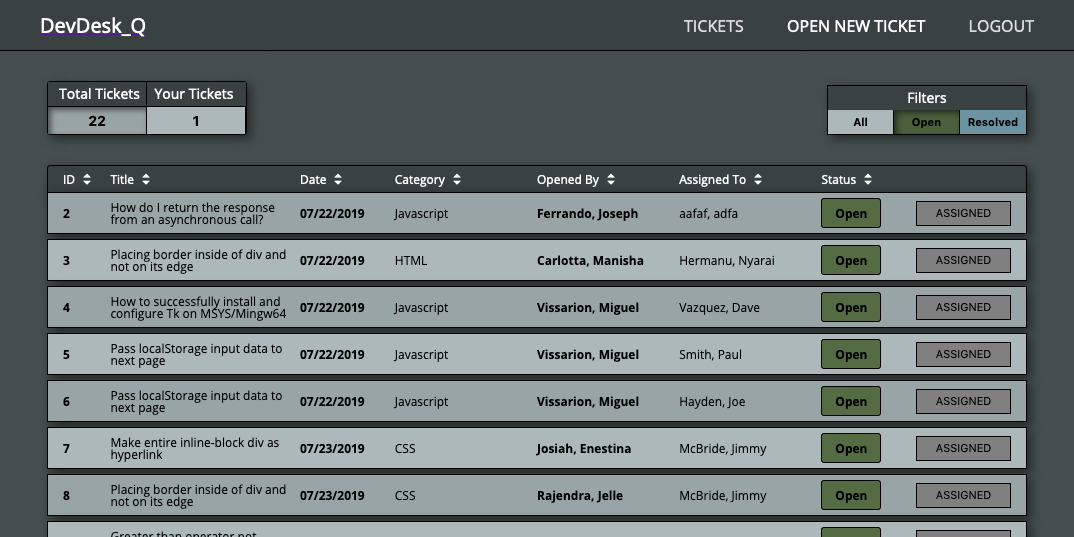 DevDesk_Q TICKETS OPEN NEW TICKET LOGOUT
Total Tickets Your Tickets
22 1
Filters
All Open Resolved
ID Title Date Category Opened By Assigned To Status
2 How do I return the response from an asynchronous call? 07/22/2019 Javascript Ferrando, Joseph aafaf, adfa Open ASSIGNED
3 Placing border inside of div and not on its edge 07/22/2019 HTML Carlotta, Manisha Hermanu, Nyarai Open ASSIGNED
4 How to successfully install and configure Tk on MSYS/Mingw64 07/22/2019 Javascript Vissarion, Miguel Vazquez, Dave Open ASSIGNED
5 Pass localStorage input data to next page 07/22/2019 Javascript Vissarion, Miguel Smith, Paul Open ASSIGNED
6 Pass localStorage input data to next page 07/22/2019 Javascript Vissarion, Miguel Hayden, Joe Open ASSIGNED
7 Make entire inline-block div as hyperlink 07/23/2019 CSS Josiah, Enestina McBride, Jimmy Open ASSIGNED
8 Placing border inside of div and not on its edge 07/23/2019 CSS Rajendra, Jelle McBride, Jimmy Open ASSIGNED
Greater than operator not